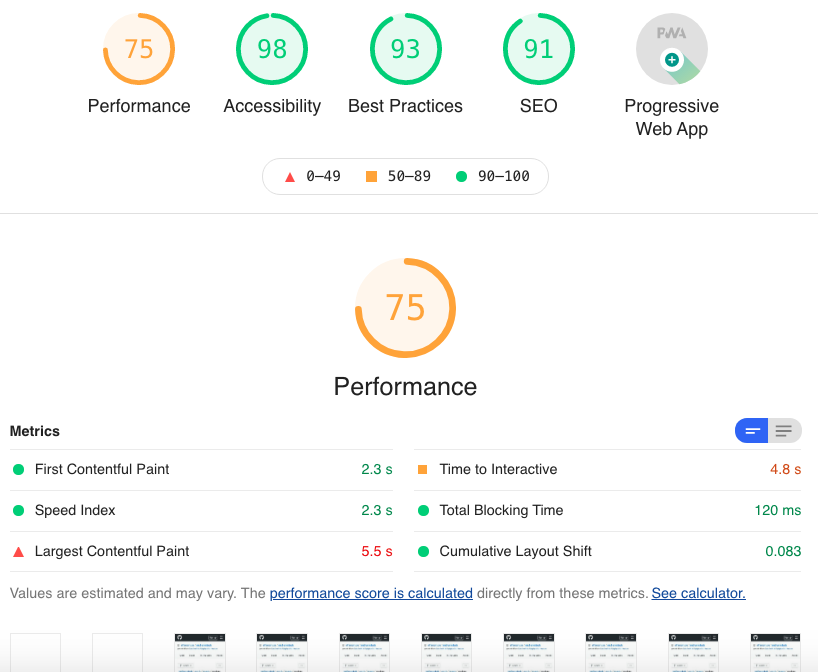 75 98 93 91 PWA
Performance Accessibility Best Practices SEO Progressive
Web App
0–49 50–89 90–100
75
Performance
Metrics
First Contentful Paint 2.3 s Time to Interactive 4.8 s
Speed Index 2.3 s Total Blocking Time 120 ms
Largest Contentful Paint 5.5 s Cumulative Layout Shift 0.083
Values are estimated and may vary. The performance score is calculated directly from these metrics. See calculator.